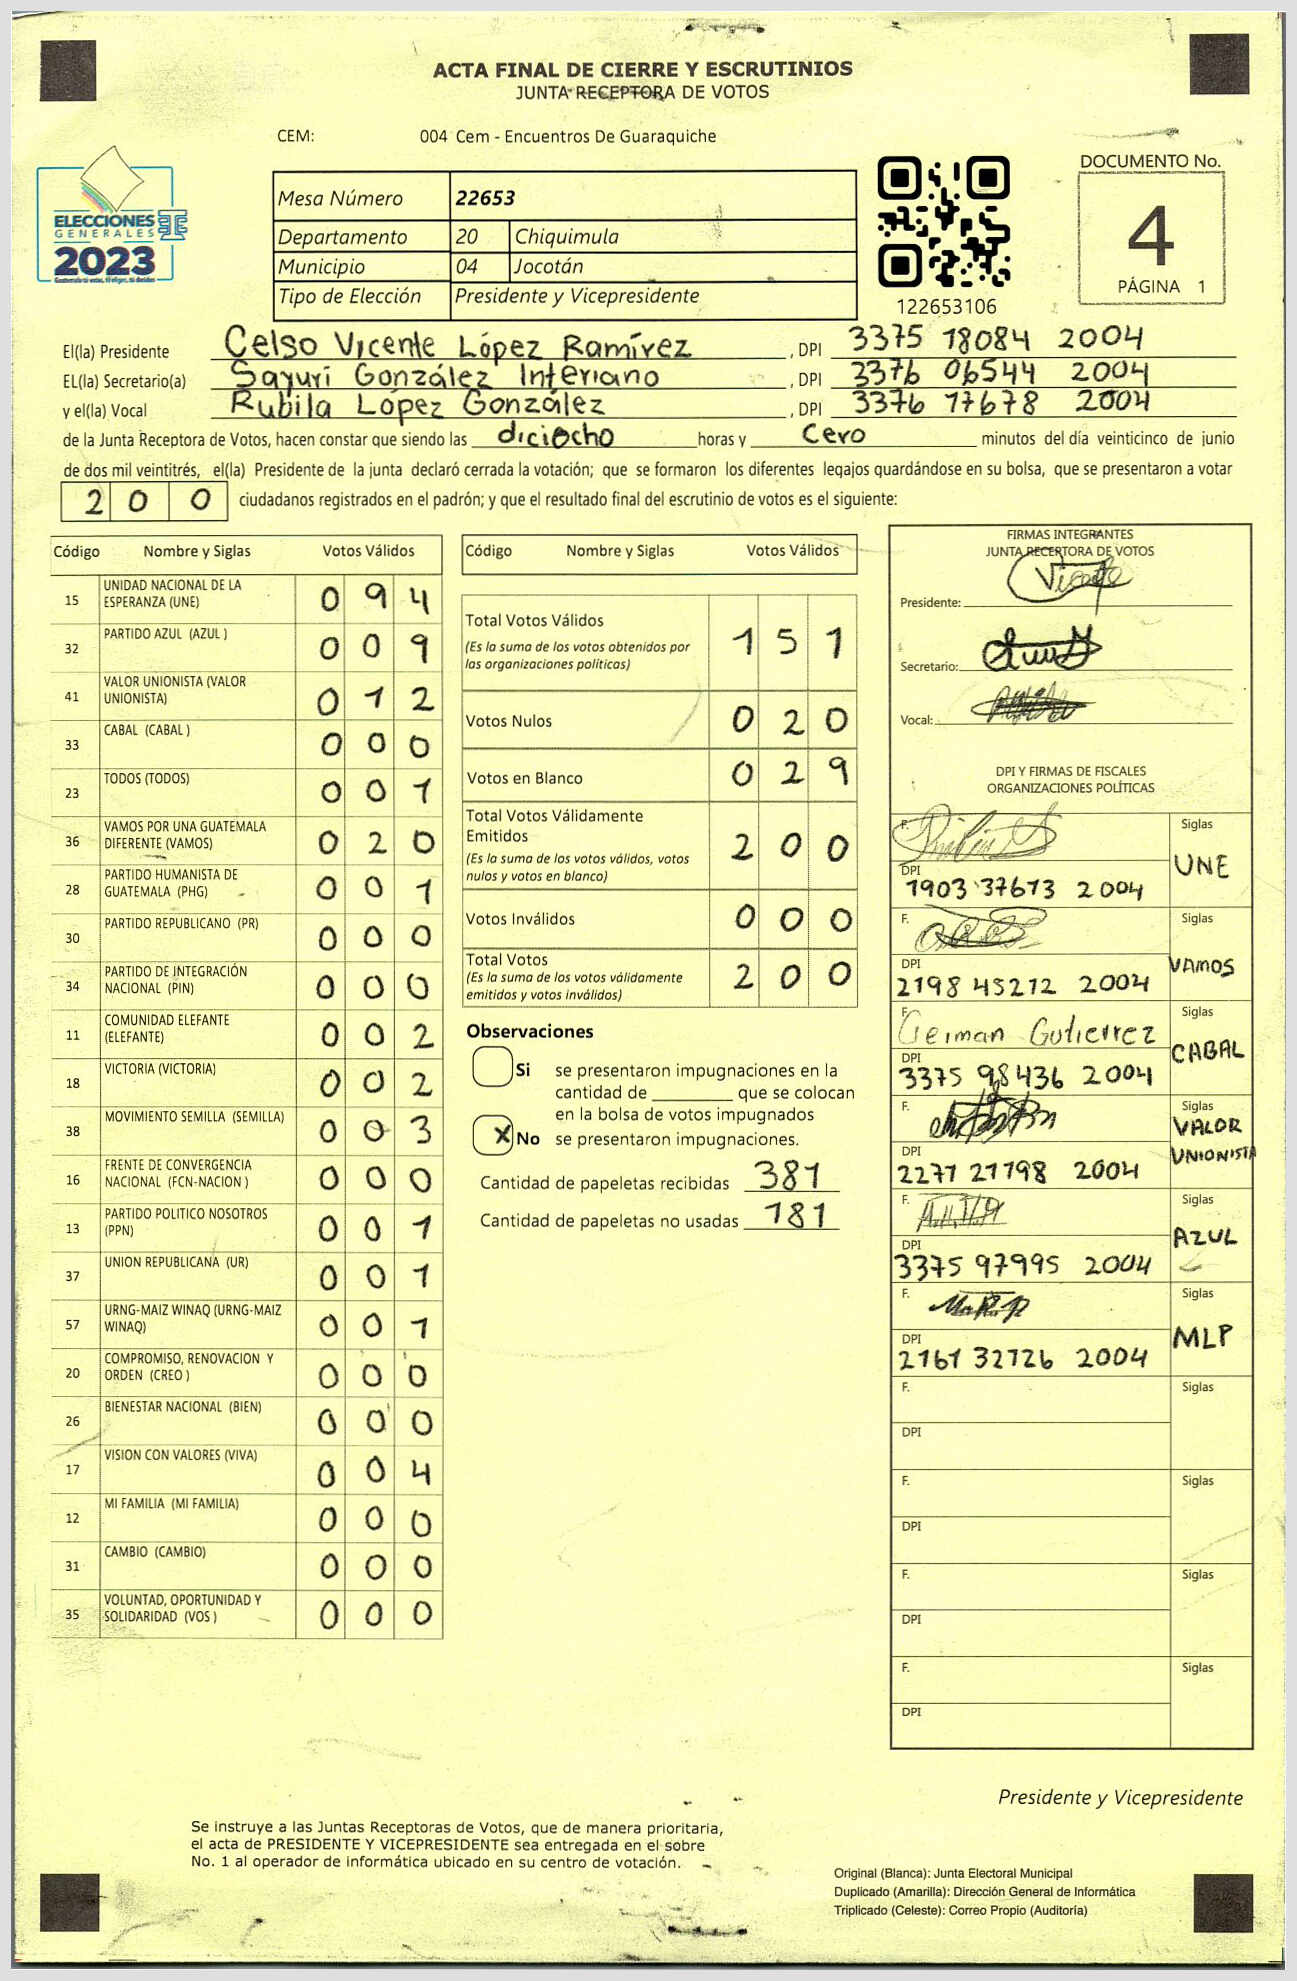 ACTA FINAL DE CIERRE Y ESCRUTINIOS
JUNTA RECEPTORA DE VOTOS
CEM: 004 Cem - Encuentros De Guaraquiche
ELECCIONES
GENERALES
2023
Mesa Número 22653
Departamento 20 Chiquimula
Municipio 04 Jocotán
Tipo de Elección Presidente y Vicepresidente
122653106
DOCUMENTO No.
4
PÁGINA 1
El(la) Presidente Celso Vicente López Ramírez , DPI 3375 18084 2004
EL(la) Secretario(a) Sayuri González Interiano , DPI 3376 06544 2004
y el(la) Vocal Rubila López González , DPI 3376 17678 2004
de la Junta Receptora de Votos, hacen constar que siendo las dieciocho horas y Cero minutos del día veinticinco de junio
de dos mil veintitrés, el(la) Presidente de la junta declaró cerrada la votación; que se formaron los diferentes legajos quardándose en su bolsa, que se presentaron a votar
2 0 0 ciudadanos registrados en el padrón; y que el resultado final del escrutinio de votos es el siguiente:
Código Nombre y Siglas Votos Válidos
15 UNIDAD NACIONAL DE LA ESPERANZA (UNE) 0 9 4
32 PARTIDO AZUL (AZUL ) 0 0 9
41 VALOR UNIONISTA (VALOR UNIONISTA) 0 1 2
33 CABAL (CABAL ) 0 0 0
23 TODOS (TODOS) 0 0 1
36 VAMOS POR UNA GUATEMALA DIFERENTE (VAMOS) 0 2 0
28 PARTIDO HUMANISTA DE GUATEMALA (PHG) 0 0 1
30 PARTIDO REPUBLICANO (PR) 0 0 0
34 PARTIDO DE INTEGRACIÓN NACIONAL (PIN) 0 0 0
11 COMUNIDAD ELEFANTE (ELEFANTE) 0 0 2
18 VICTORIA (VICTORIA) 0 0 2
38 MOVIMIENTO SEMILLA (SEMILLA) 0 0 3
16 FRENTE DE CONVERGENCIA NACIONAL (FCN-NACION ) 0 0 0
13 PARTIDO POLITICO NOSOTROS (PPN) 0 0 1
37 UNION REPUBLICANA (UR) 0 0 1
57 URNG-MAIZ WINAQ (URNG-MAIZ WINAQ) 0 0 1
20 COMPROMISO, RENOVACION Y ORDEN (CREO ) 0 0 0
26 BIENESTAR NACIONAL (BIEN) 0 0 0
17 VISION CON VALORES (VIVA) 0 0 4
12 MI FAMILIA (MI FAMILIA) 0 0 0
31 CAMBIO (CAMBIO) 0 0 0
35 VOLUNTAD, OPORTUNIDAD Y SOLIDARIDAD (VOS ) 0 0 0
Código Nombre y Siglas Votos Válidos
Total Votos Válidos 1 5 1
(Es la suma de los votos obtenidos por
las organizaciones políticas)
Votos Nulos 0 2 0
Votos en Blanco 0 2 9
Total Votos Válidamente
Emitidos 2 0 0
(Es la suma de los votos válidos, votos
nulos y votos en blanco)
Votos Inválidos 0 0 0
Total Votos 2 0 0
(Es la suma de los votos válidamente
emitidos y votos inválidos)
Observaciones
Si se presentaron impugnaciones en la
cantidad de ________ que se colocan
en la bolsa de votos impugnados
X No se presentaron impugnaciones.
Cantidad de papeletas recibidas 381
Cantidad de papeletas no usadas 181
FIRMAS INTEGRANTES
JUNTA RECERTORA DE VOTOS
Presidente: Vicente
Secretario:
Vocal:
DPI Y FIRMAS DE FISCALES
ORGANIZACIONES POLÍTICAS
F. Siglas
UNE
DPI
1903 37673 2004
F. Siglas
VAMOS
DPI
2198 45212 2004
F. German Gutierrez Siglas
CABAL
DPI
3375 98436 2004
F. Siglas
VALOR
UNIONISTA
DPI
2271 21798 2004
F. Siglas
AZUL
DPI
3375 97995 2004
F. Siglas
MLP
DPI
2161 32726 2004
F. Siglas
DPI
F. Siglas
DPI
F. Siglas
DPI
F. Siglas
DPI
Presidente y Vicepresidente
Se instruye a las Juntas Receptoras de Votos, que de manera prioritaria,
el acta de PRESIDENTE Y VICEPRESIDENTE sea entregada en el sobre
No. 1 al operador de informática ubicado en su centro de votación.
Original (Blanca): Junta Electoral Municipal
Duplicado (Amarilla): Dirección General de Informática
Triplicado (Celeste): Correo Propio (Auditoría)